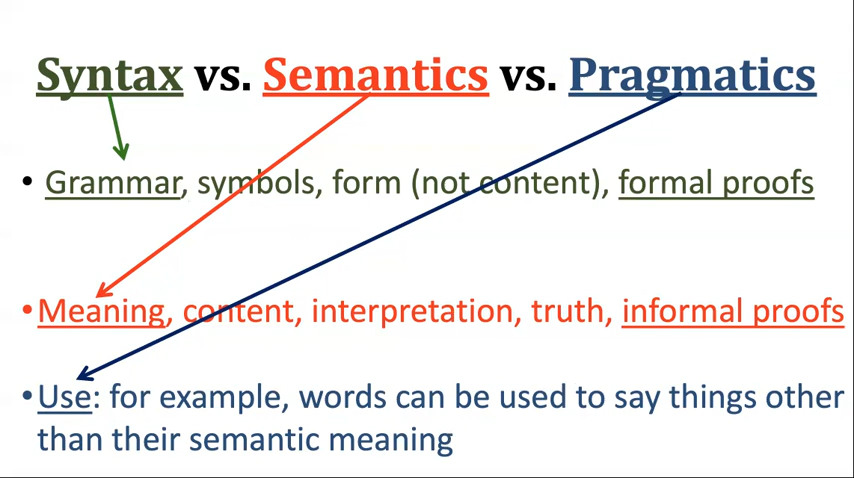 Syntax vs. Semantics vs. Pragmatics
• Grammar, symbols, form (not content), formal proofs
• Meaning, content, interpretation, truth, informal proofs
• Use: for example, words can be used to say things other
than their semantic meaning